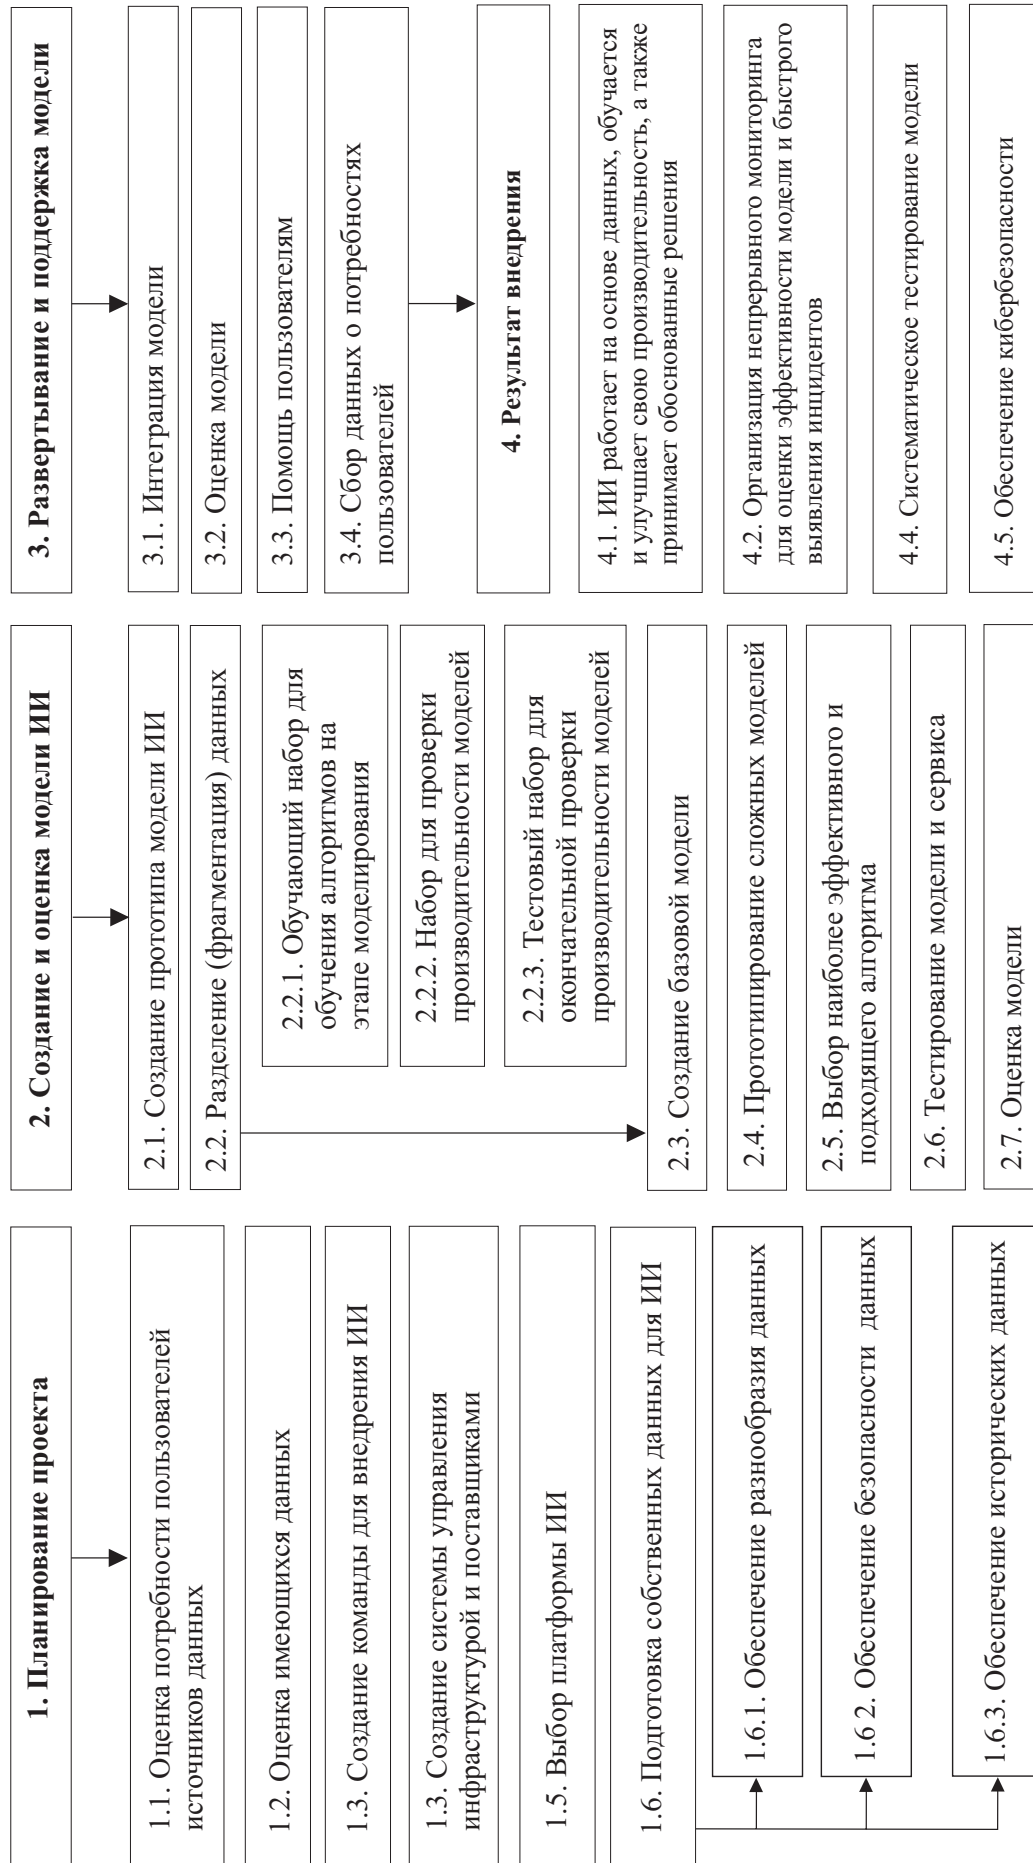 1. Планирование проекта
1.1. Оценка потребности пользователей
источников данных
1.2. Оценка имеющихся данных
1.3. Создание команды для внедрения ИИ
1.3. Создание системы управления
инфраструктурой и поставщиками
1.5. Выбор платформы ИИ
1.6. Подготовка собственных данных для ИИ
1.6.1. Обеспечение разнообразия данных
1.6 2. Обеспечение безопасности данных
1.6.3. Обеспечение исторических данных
2. Создание и оценка модели ИИ
2.1. Создание прототипа модели ИИ
2.2. Разделение (фрагментация) данных
2.2.1. Обучающий набор для
обучения алгоритмов на
этапе моделирования
2.2.2. Набор для проверки
производительности моделей
2.2.3. Тестовый набор для
окончательной проверки
производительности моделей
2.3. Создание базовой модели
2.4. Прототипирование сложных моделей
2.5. Выбор наиболее эффективного и
подходящего алгоритма
2.6. Тестирование модели и сервиса
2.7. Оценка модели
3. Развертывание и поддержка модели
3.1. Интеграция модели
3.2. Оценка модели
3.3. Помощь пользователям
3.4. Сбор данных о потребностях
пользователей
4. Результат внедрения
4.1. ИИ работает на основе данных, обучается
и улучшает свою производительность, а также
принимает обоснованные решения
4.2. Организация непрерывного мониторинга
для оценки эффективности модели и быстрого
выявления инцидентов
4.4. Систематическое тестирование модели
4.5. Обеспечение кибербезопасности